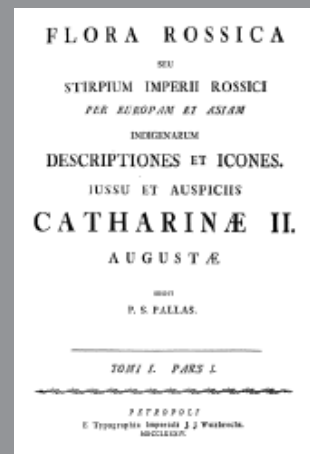 FLORA ROSSICA
SEU
STIRPIUM IMPERII ROSSICI
PER EUROPAM ET ASIAM
INDIGENARUM
DESCRIPTIONES ET ICONES.
IUSSU ET AUSPICIIS
CATHARINÆ II.
AUGUSTÆ
EDIDIT
P. S. PALLAS.
TOMI I. PARS I.
PETROPOLI
E Typographia Imperiali J. J. Weitbrecht.
MDCCLXXXIV.